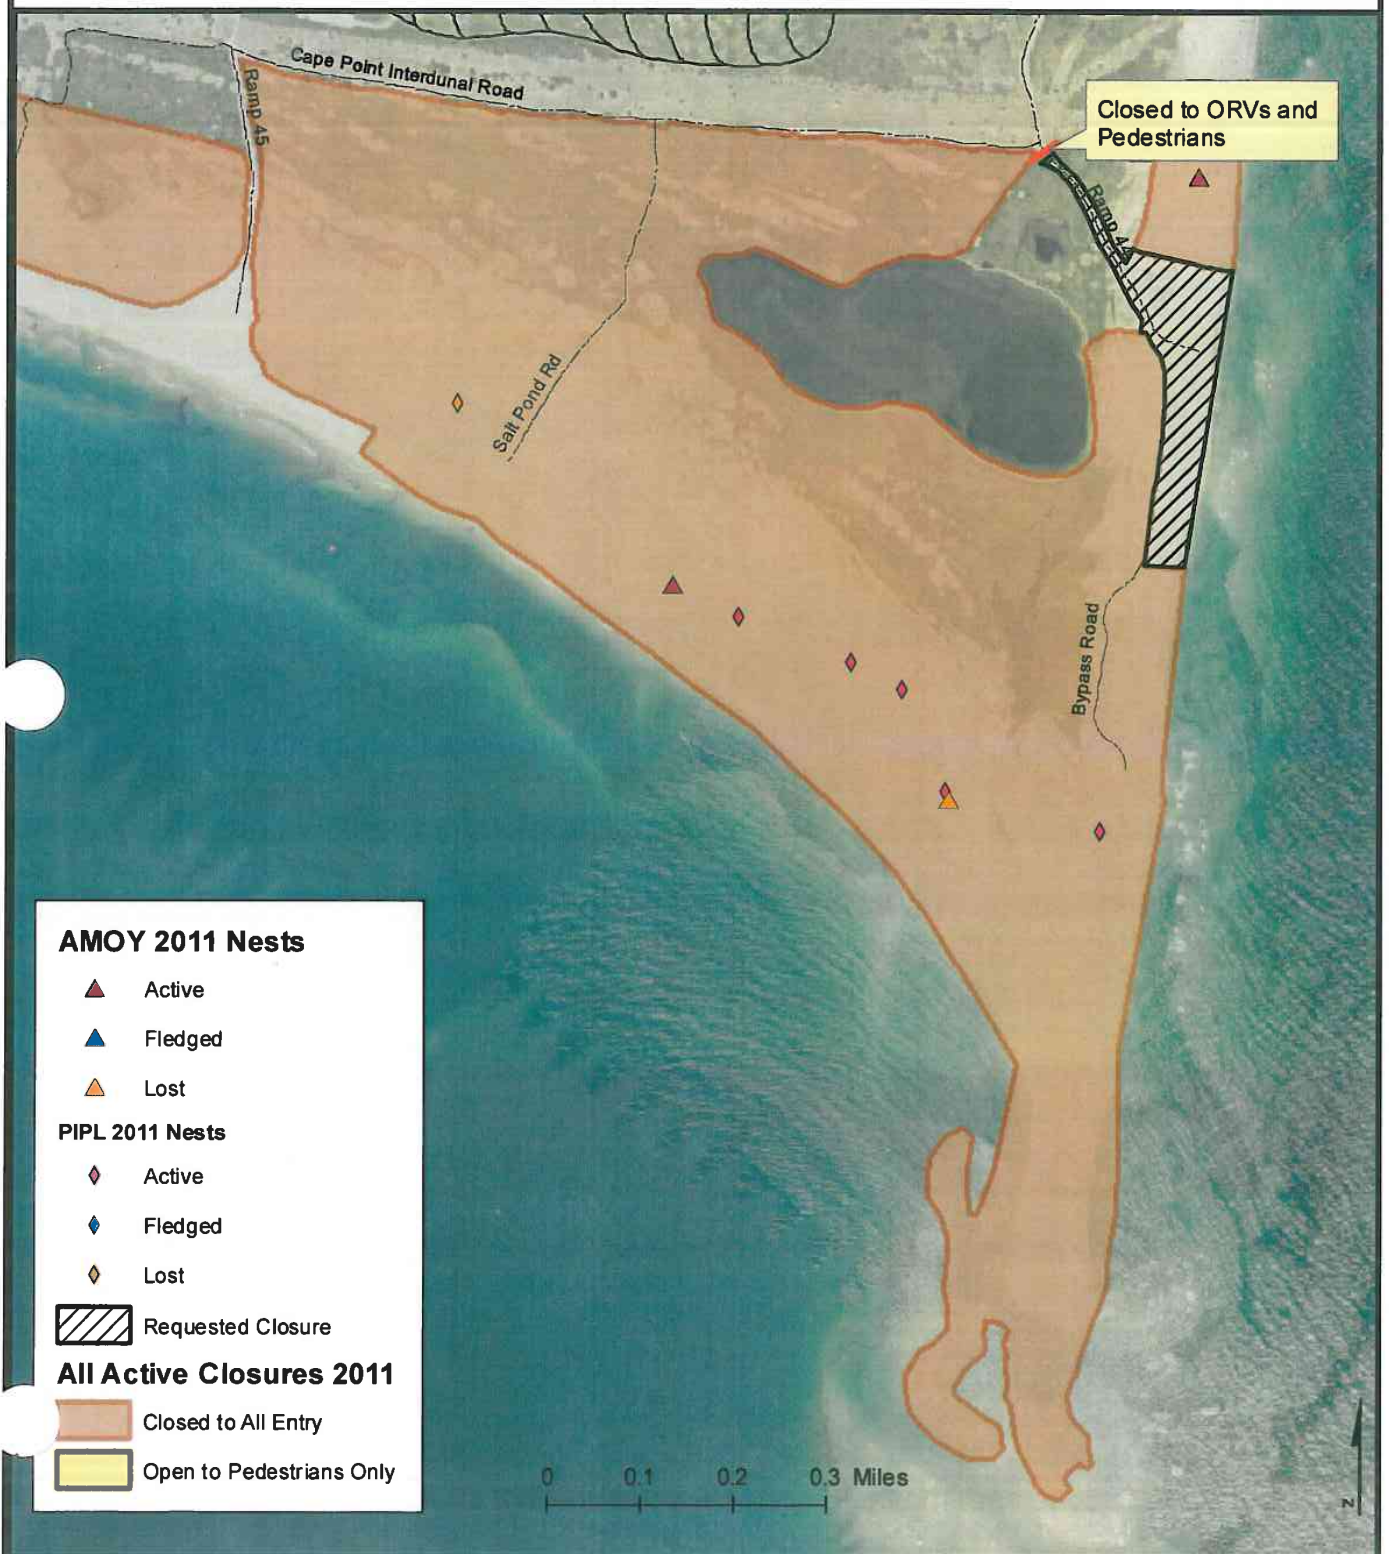 Cape Point Interdunal Road
Ramp 45
Closed to ORVs and
Pedestrians
Ramp 44
Salt Pond Rd
Bypass Road
AMOY 2011 Nests
Active
Fledged
Lost
PIPL 2011 Nests
Active
Fledged
Lost
Requested Closure
All Active Closures 2011
Closed to All Entry
Open to Pedestrians Only
0 0.1 0.2 0.3 Miles
N